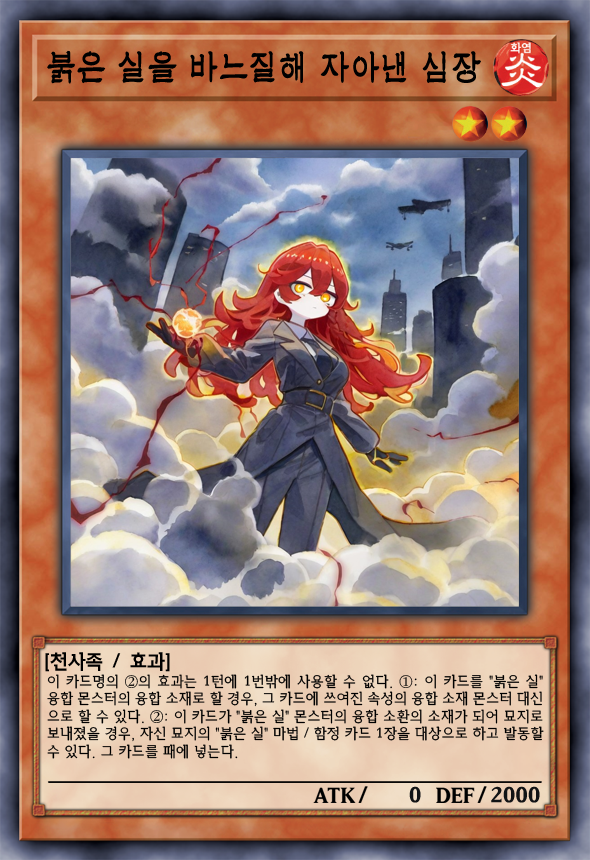 붉은 실을 바느질해 자아낸 심장
화염
炎
[천사족 / 효과]
이 카드명의 ②의 효과는 1턴에 1번밖에 사용할 수 없다. ①: 이 카드를 "붉은 실"
융합 몬스터의 융합 소재로 할 경우, 그 카드에 쓰여진 속성의 융합 소재 몬스터 대신
으로 할 수 있다. ②: 이 카드가 "붉은 실" 몬스터의 융합 소환의 소재가 되어 묘지로
보내졌을 경우, 자신 묘지의 "붉은 실" 마법 / 함정 카드 1장을 대상으로 하고 발동할
수 있다. 그 카드를 패에 넣는다.
ATK/ 0 DEF/2000